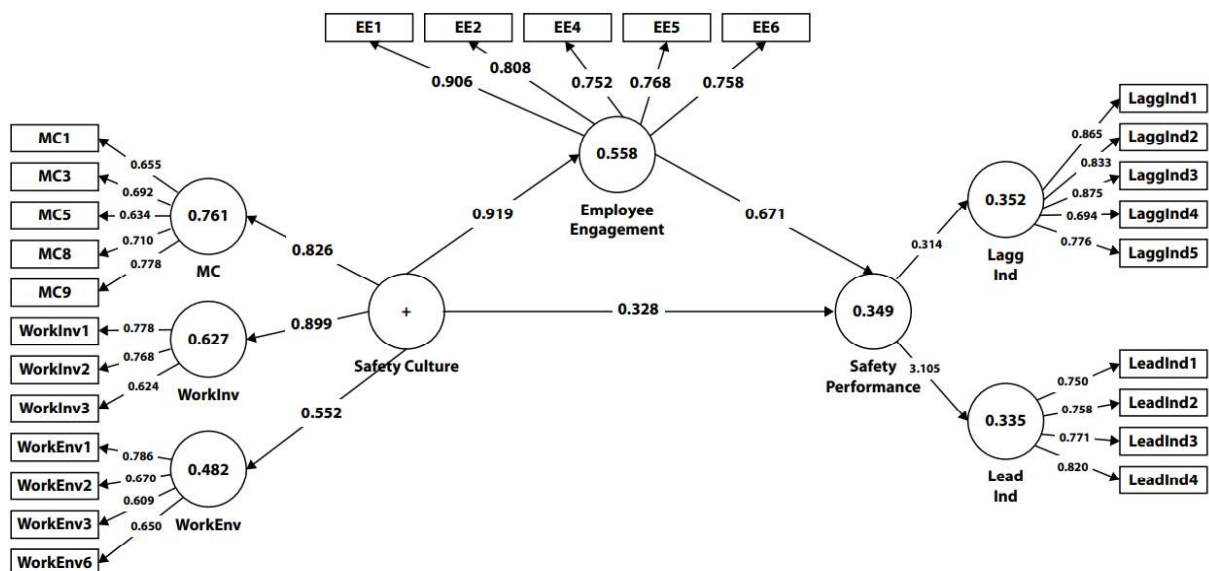 EE1
EE2
EE4
EE5
EE6
0.906
0.808
0.752
0.768
0.758
0.558
Employee
Engagement
MC1
MC3
MC5
MC8
MC9
0.655
0.692
0.634
0.710
0.778
0.761
MC
WorkInv1
WorkInv2
WorkInv3
0.778
0.768
0.624
0.627
WorkInv
WorkEnv1
WorkEnv2
WorkEnv3
WorkEnv6
0.786
0.670
0.609
0.650
0.482
WorkEnv
0.826
0.899
0.552
0.919
+
Safety Culture
0.328
0.671
0.349
Safety
Performance
0.314
3.105
0.352
Lagg
Ind
0.865
0.833
0.875
0.694
0.776
LaggInd1
LaggInd2
LaggInd3
LaggInd4
LaggInd5
0.335
Lead
Ind
0.750
0.758
0.771
0.820
LeadInd1
LeadInd2
LeadInd3
LeadInd4